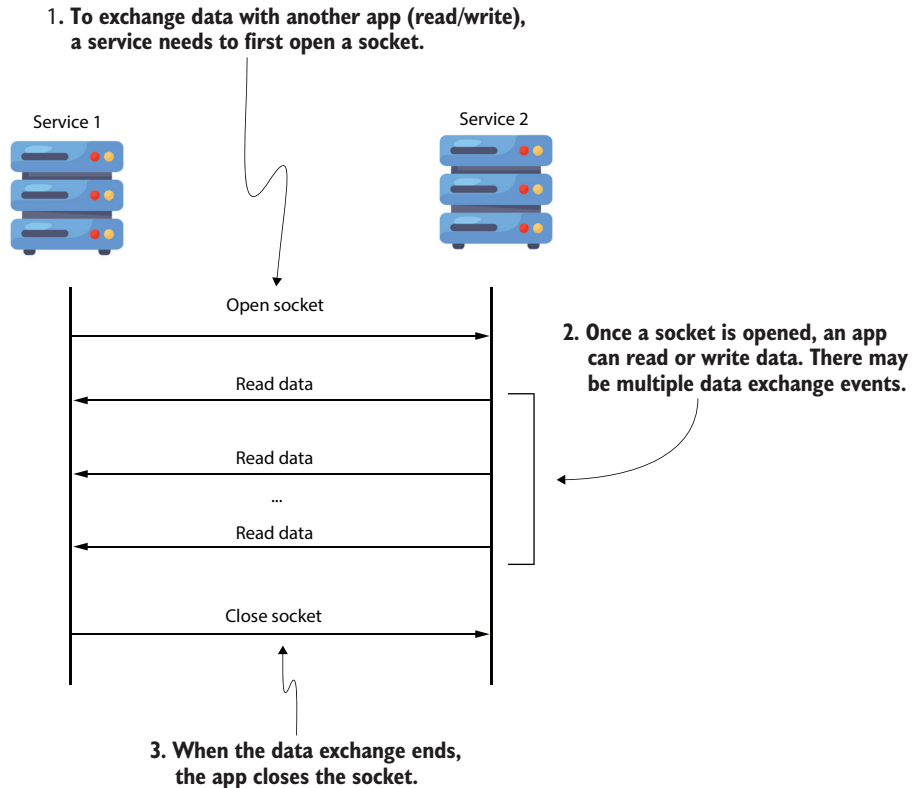 1. To exchange data with another app (read/write),
a service needs to first open a socket.
Service 1
Service 2
Open socket
2. Once a socket is opened, an app
can read or write data. There may
be multiple data exchange events.
Read data
Read data
...
Read data
Close socket
3. When the data exchange ends,
the app closes the socket.